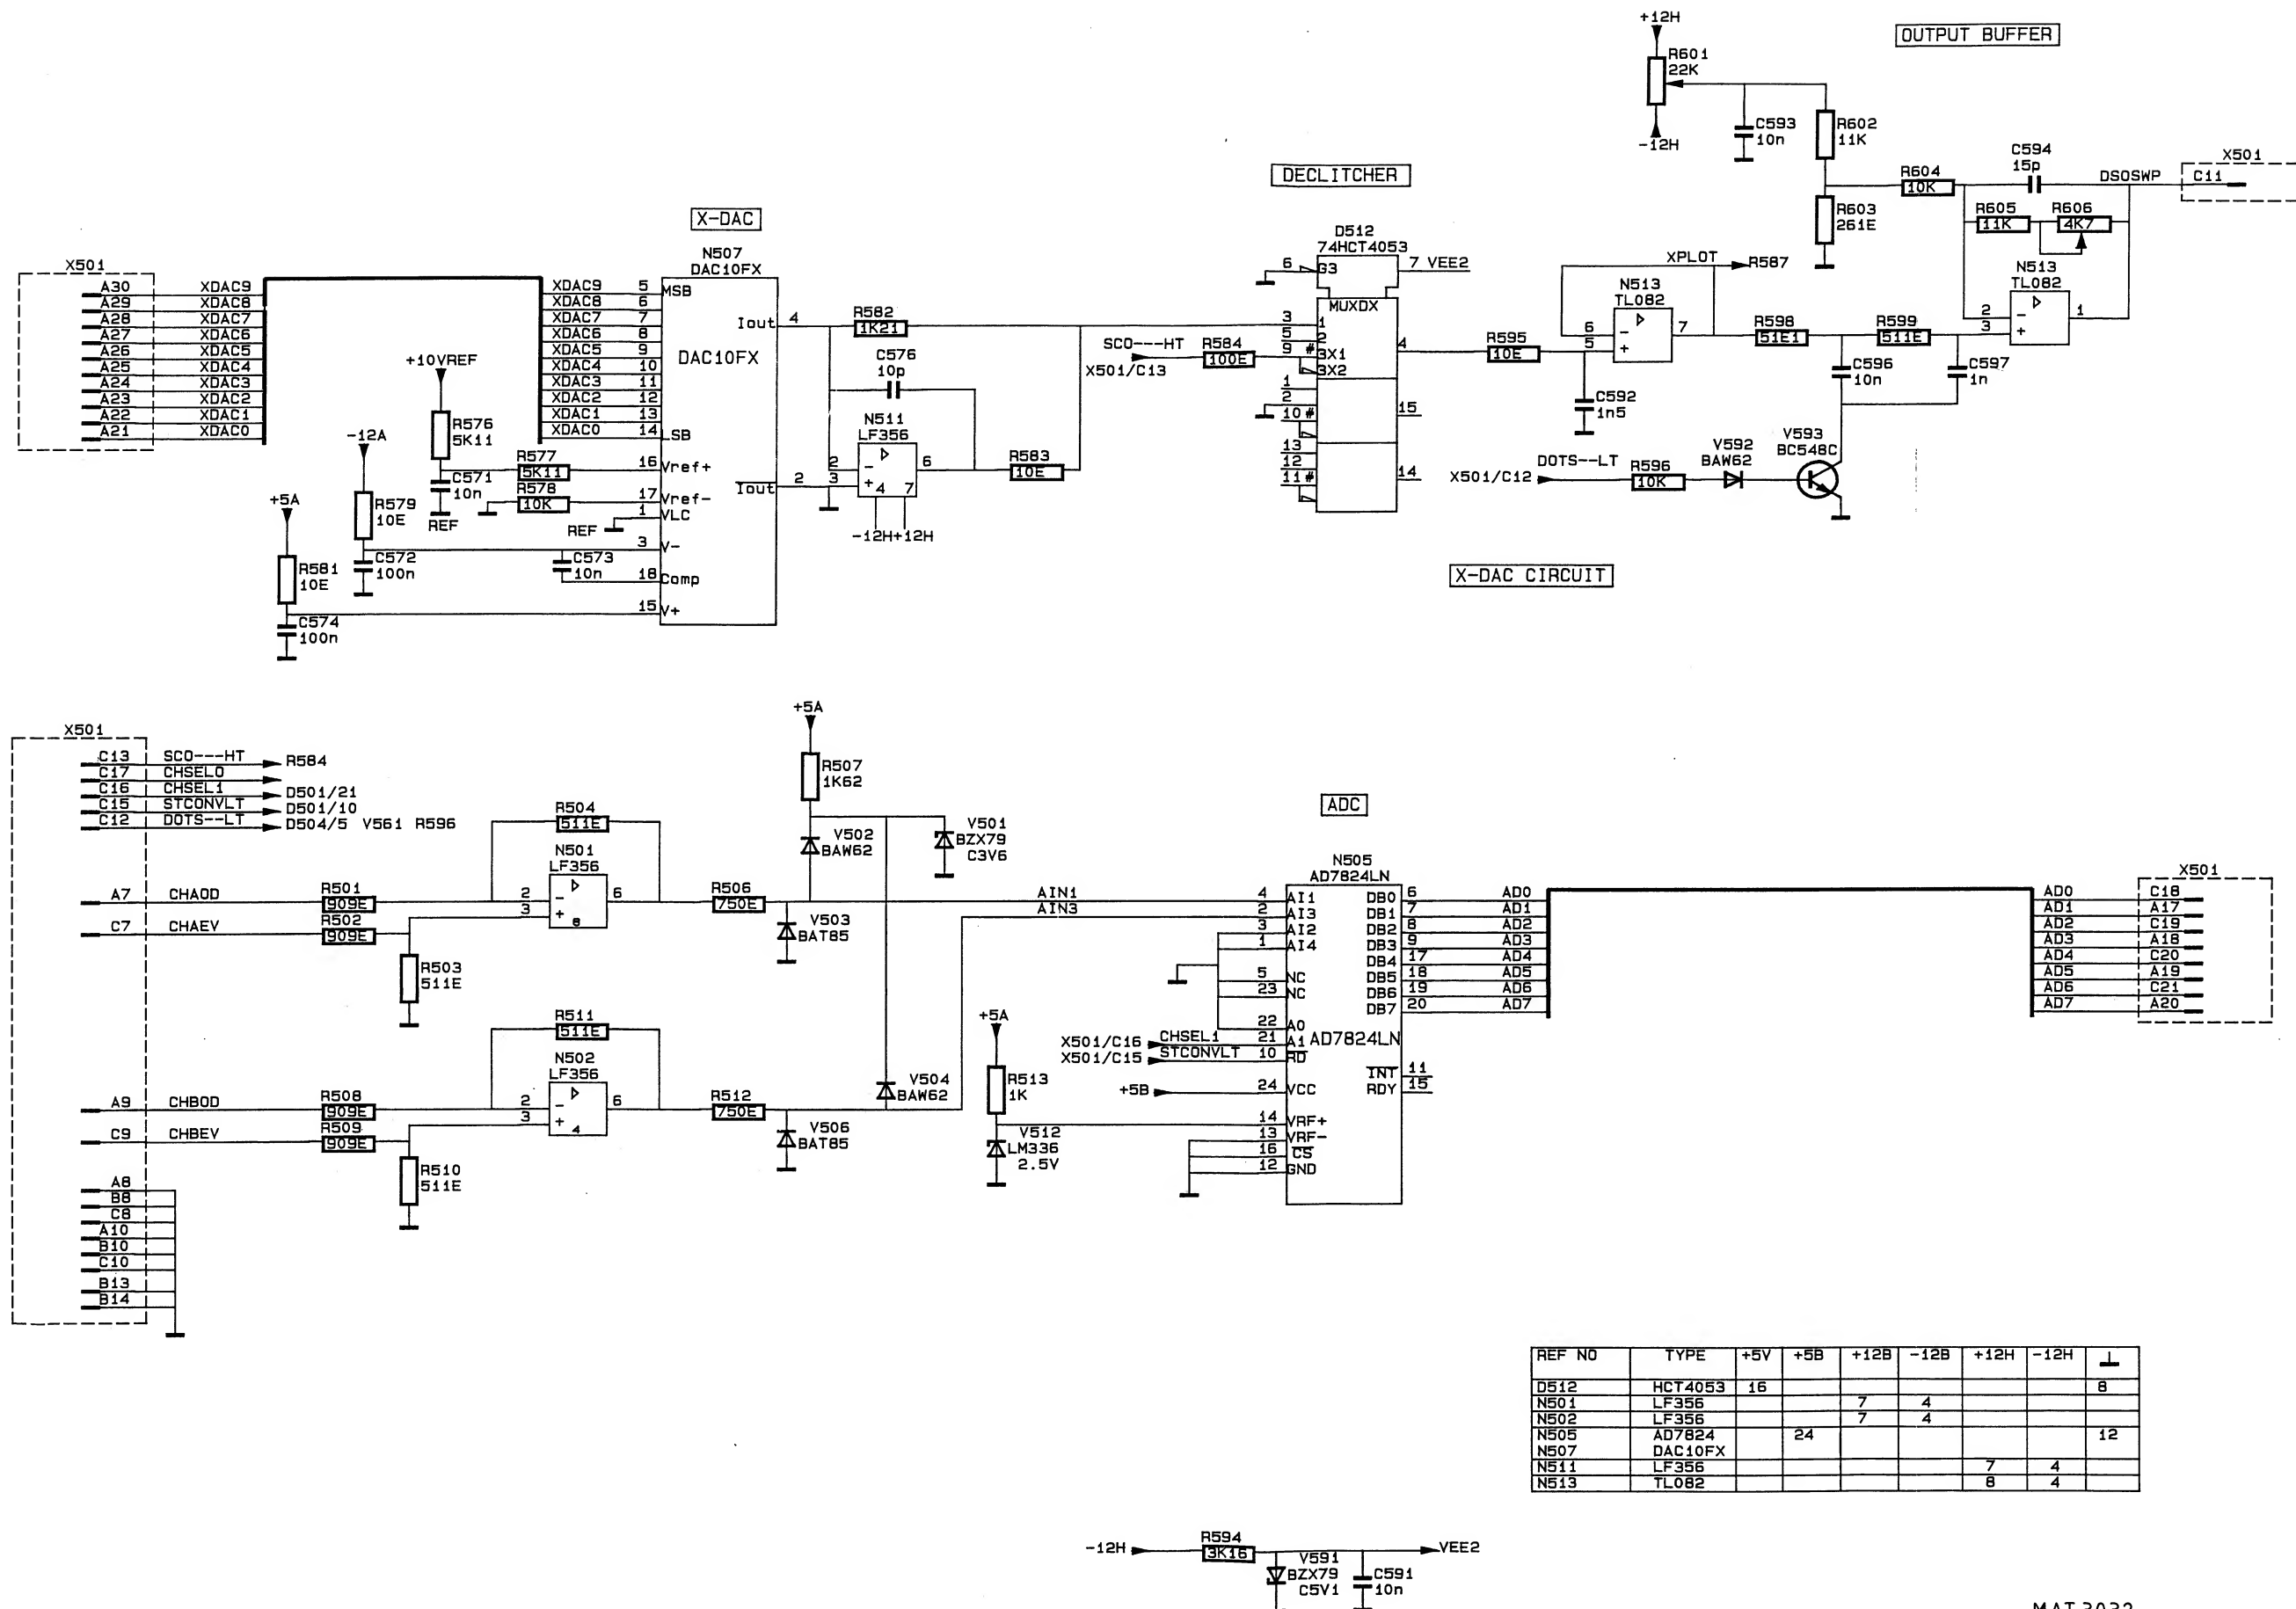 OUTPUT BUFFER
+12H
R601
22K
-12H
C593
10n
R602
11K
R603
261E
R604
10K
C594
15p
R605
11K
R606
4K7
DSOSWP
X501
C11
N513
TL082
2
-
3
+
1
DECLITCHER
D512
74HCT4053
6
G3
7 VEE2
MUXDX
3
1
5
2
9 #
3X1
3X2
4
1
2
10#
15
13
12
11#
14
SCO---HT
X501/C13
R584
100E
R595
10E
C592
1n5
XPLOT
R587
N513
TL082
6
-
5
+
7
R598
51E1
R599
511E
C596
10n
C597
1n
X501/C12
DOTS--LT
R596
10K
V592
BAW62
V593
BC548C
X-DAC CIRCUIT
X-DAC
N507
DAC10FX
X501
A30 XDAC9
A29 XDAC8
A28 XDAC7
A27 XDAC6
A26 XDAC5
A25 XDAC4
A24 XDAC3
A23 XDAC2
A22 XDAC1
A21 XDAC0
XDAC9 5 MSB
XDAC8 6
XDAC7 7
XDAC6 8
XDAC5 9
XDAC4 10
XDAC3 11
XDAC2 12
XDAC1 13
XDAC0 14 LSB
DAC10FX
Iout 4
Iout 2
16 Vref+
17 Vref-
1 VLC
3 V-
18 Comp
15 V+
+10VREF
R576
5K11
R577
5K11
C571
10n
REF
R578
10K
REF
-12A
R579
10E
C572
100n
C573
10n
+5A
R581
10E
C574
100n
R582
1K21
C576
10p
N511
LF356
2
-
3
+
4 7
6
-12H+12H
R583
10E
X501
C13 SCO---HT R584
C17 CHSEL0
C16 CHSEL1 D501/21
C15 STCONVLT D501/10
C12 DOTS--LT D504/5 V561 R596
A7 CHAOD
C7 CHAEV
A9 CHBOD
C9 CHBEV
A8
B8
C8
A10
B10
C10
B13
B14
R501
909E
R502
909E
R503
511E
R504
511E
N501
LF356
2
-
3
+
8
6
R506
750E
+5A
R507
1K62
V502
BAW62
V501
BZX79
C3V6
V503
BAT85
R508
909E
R509
909E
R510
511E
R511
511E
N502
LF356
2
-
3
+
4
6
R512
750E
V504
BAW62
V506
BAT85
AIN1
AIN3
+5A
R513
1K
V512
LM336
2.5V
ADC
N505
AD7824LN
4 AI1
2 AI3
3 AI2
1 AI4
5 NC
23 NC
22 A0
X501/C16 CHSEL1 21 A1
X501/C15 STCONVLT 10 RD
+5B 24 VCC
14 VRF+
13 VRF-
16 CS
12 GND
AD7824LN
DB0 6 AD0
DB1 7 AD1
DB2 8 AD2
DB3 9 AD3
DB4 17 AD4
DB5 18 AD5
DB6 19 AD6
DB7 20 AD7
INT 11
RDY 15
X501
AD0 C18
AD1 A17
AD2 C19
AD3 A18
AD4 C20
AD5 A19
AD6 C21
AD7 A20
REF NO TYPE +5V +5B +12B -12B +12H -12H
D512 HCT4053 16 8
N501 LF356 7 4
N502 LF356 7 4
N505 AD7824 24 12
N507 DAC10FX
N511 LF356 7 4
N513 TL082 8 4
-12H
R594
3K16
V591
BZX79
C5V1
C591
10n
VEE2